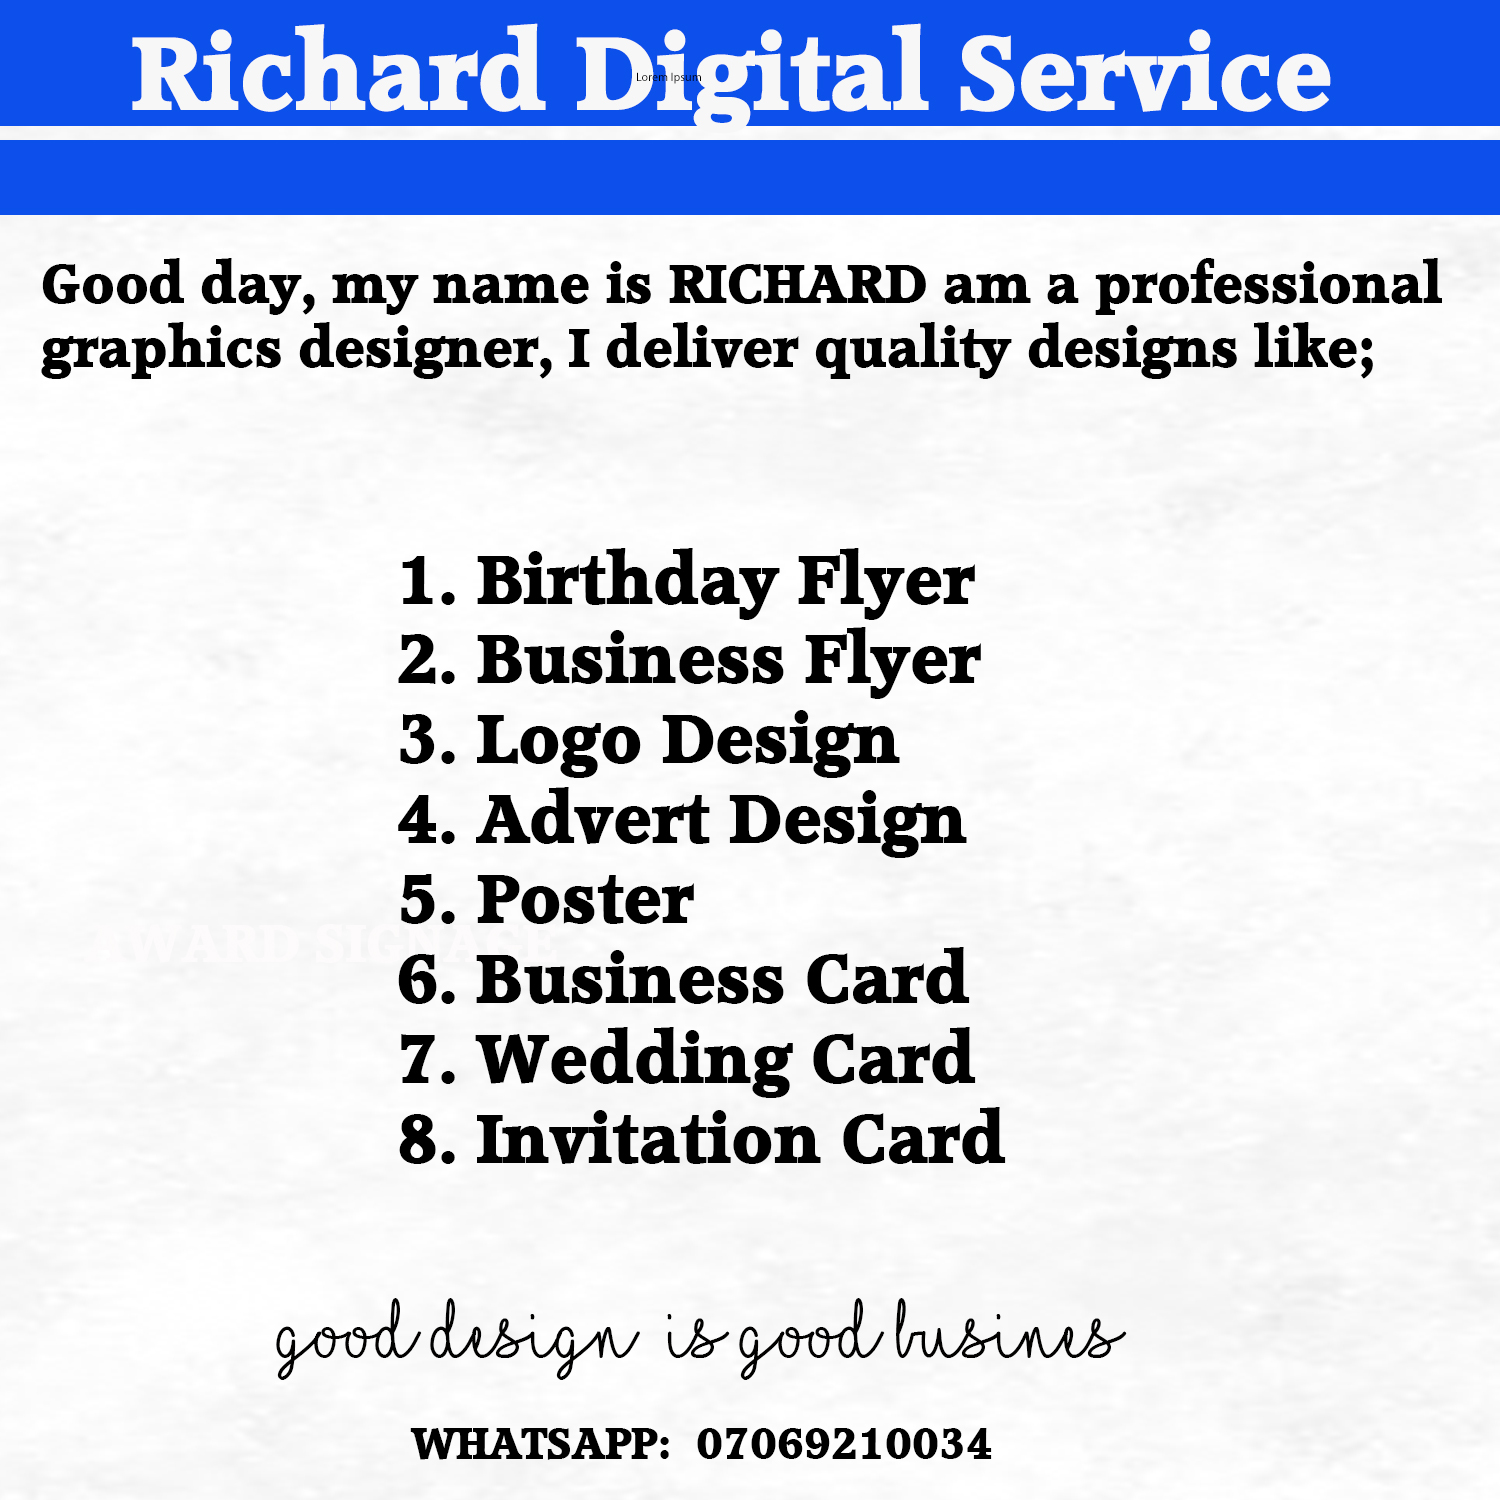 Richard Digital Service
Lorem Ipsum
Good day, my name is RICHARD am a professional
graphics designer, I deliver quality designs like;
1. Birthday Flyer
2. Business Flyer
3. Logo Design
4. Advert Design
5. Poster
AWARD SIGNAGE
6. Business Card
7. Wedding Card
8. Invitation Card
good design is good busines
WHATSAPP: 07069210034